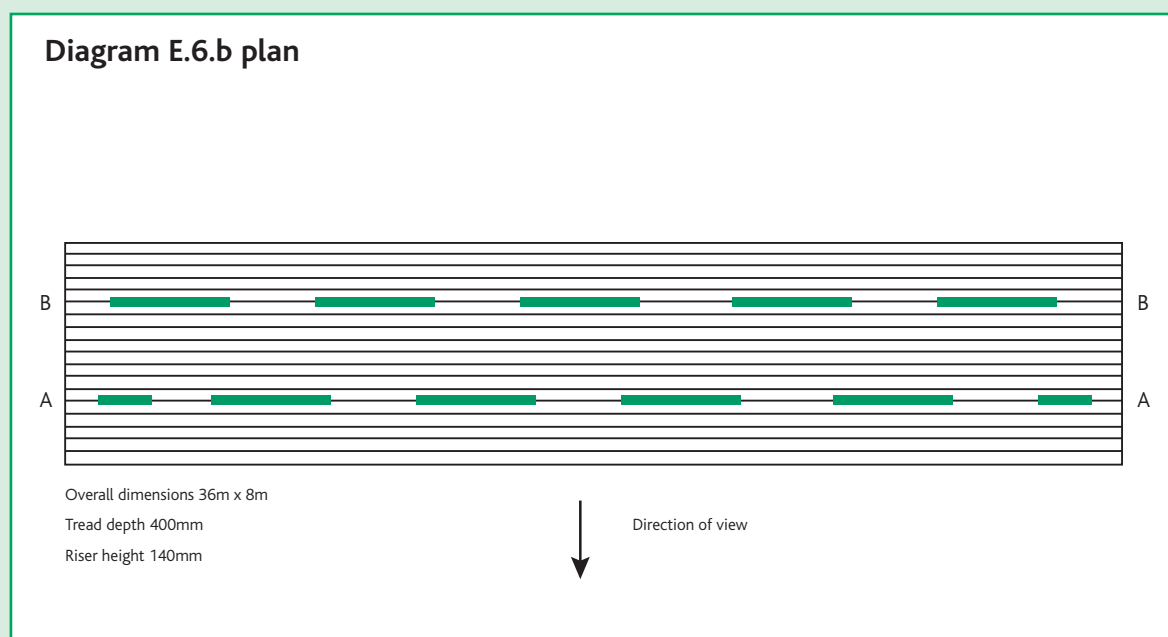 Diagram E.6.b plan
B B
A A
Overall dimensions 36m x 8m
Tread depth 400mm
Direction of view
Riser height 140mm